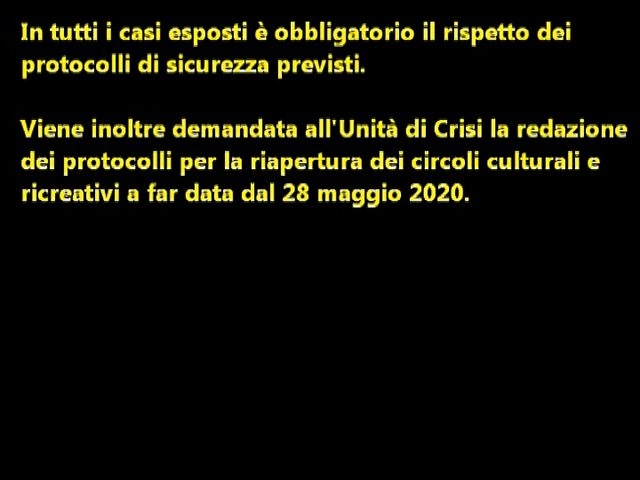 In tutti i casi esposti è obbligatorio il rispetto dei
protocolli di sicurezza previsti.
Viene inoltre demandata all'Unità di Crisi la redazione
dei protocolli per la riapertura dei circoli culturali e
ricreativi a far data dal 28 maggio 2020.